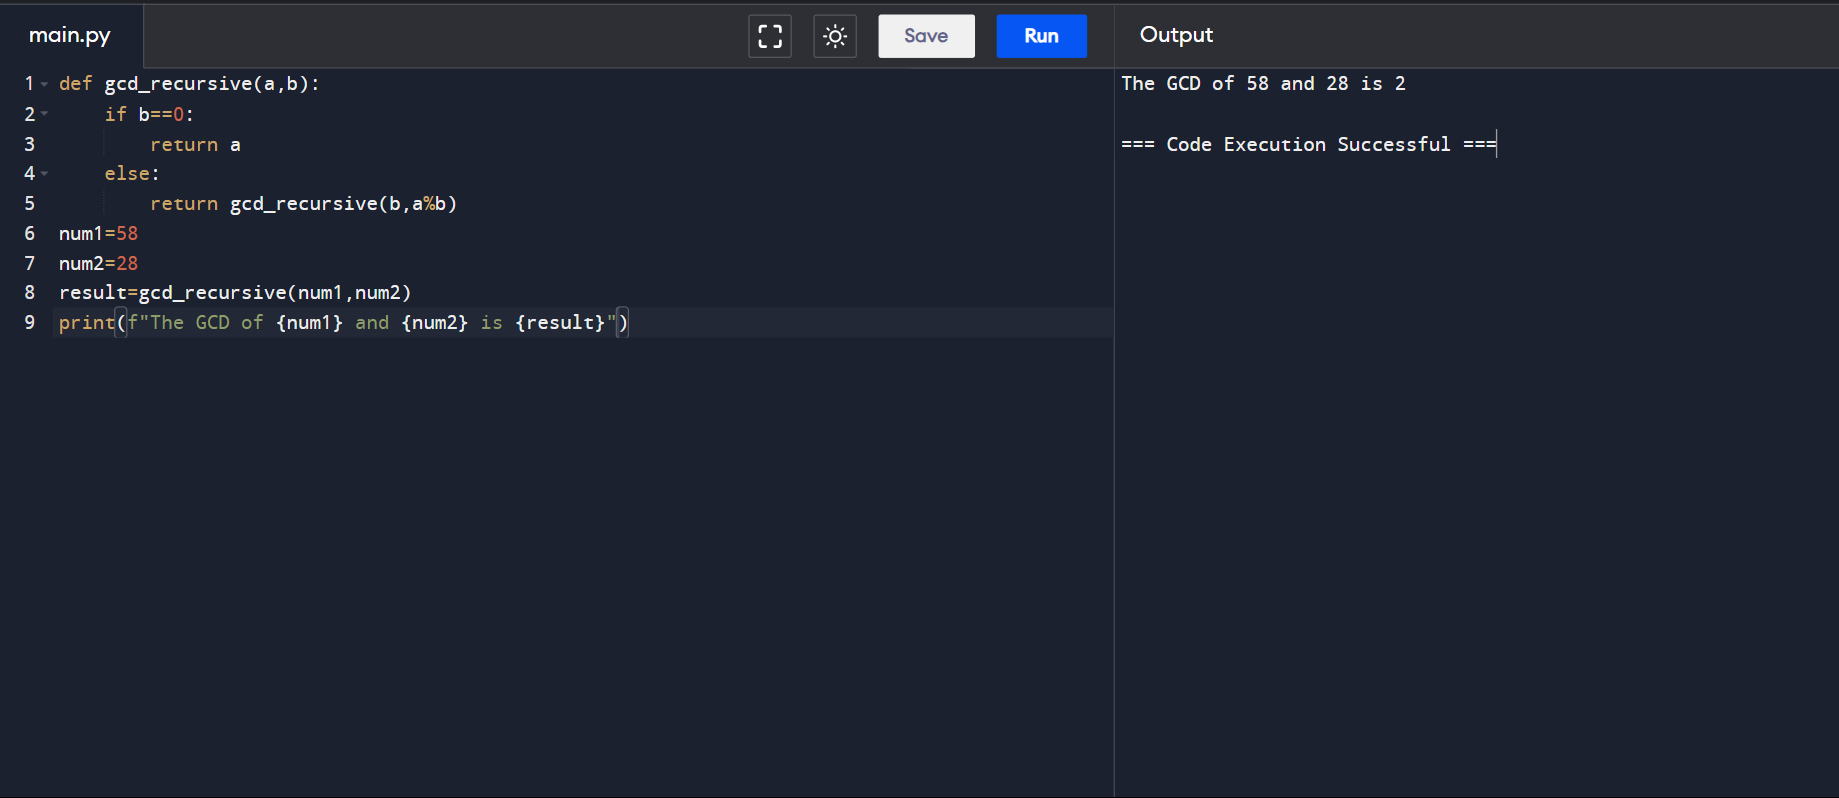 main.py
Save
Run
Output
1 def gcd_recursive(a,b):
2     if b==0:
3         return a
4     else:
5         return gcd_recursive(b,a%b)
6 num1=58
7 num2=28
8 result=gcd_recursive(num1,num2)
9 print(f"The GCD of {num1} and {num2} is {result}")
The GCD of 58 and 28 is 2
=== Code Execution Successful ===